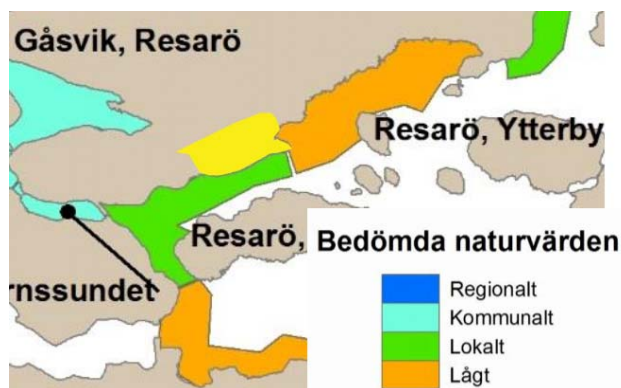 Gåsvik, Resarö
Resarö, Ytterby
Resarö,
rnssundet
Bedömda naturvärden
Regionalt
Kommunalt
Lokalt
Lågt